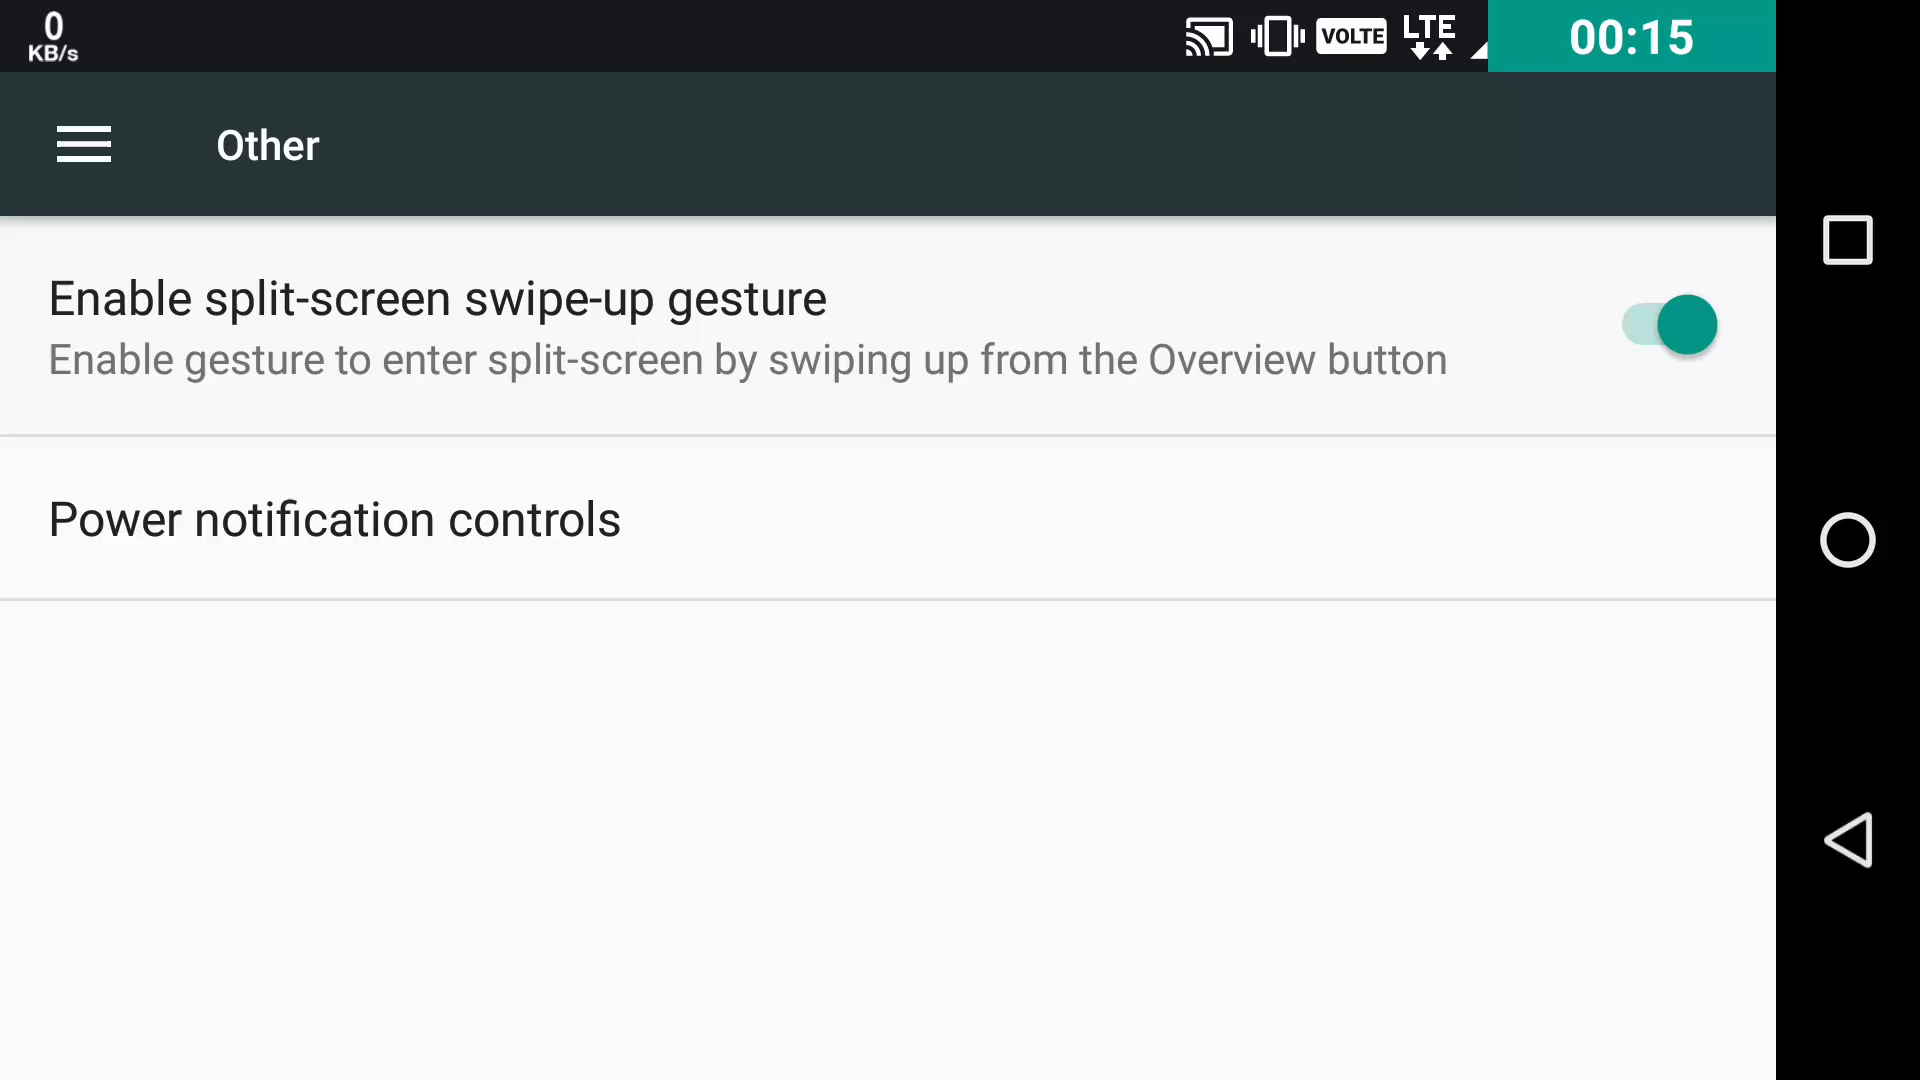 0
KB/s
VOLTE
LTE
00:15
Other
Enable split-screen swipe-up gesture
Enable gesture to enter split-screen by swiping up from the Overview button
Power notification controls